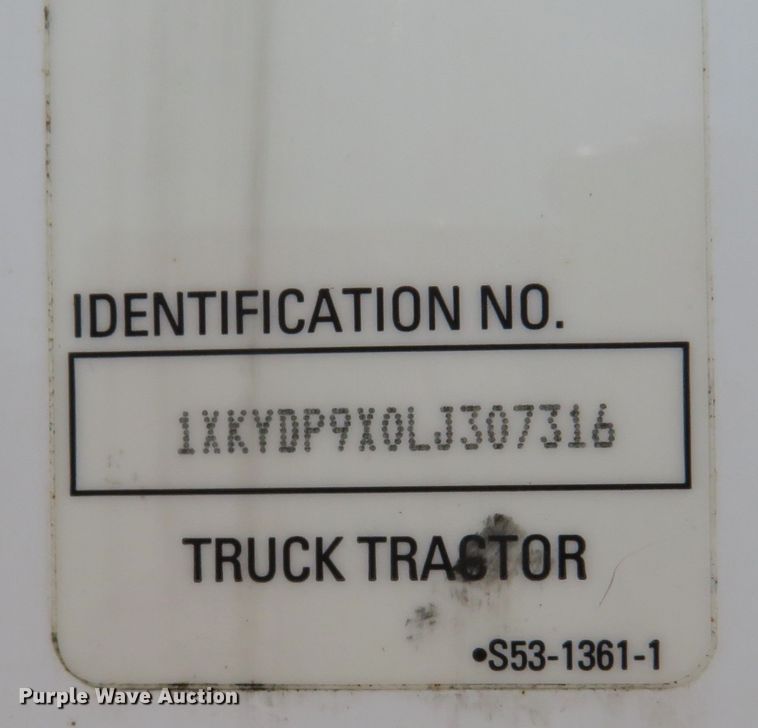 IDENTIFICATION NO.
1XKYDP9X0LJ307316
TRUCK TRACTOR
•S53-1361-1
Purple Wave Auction